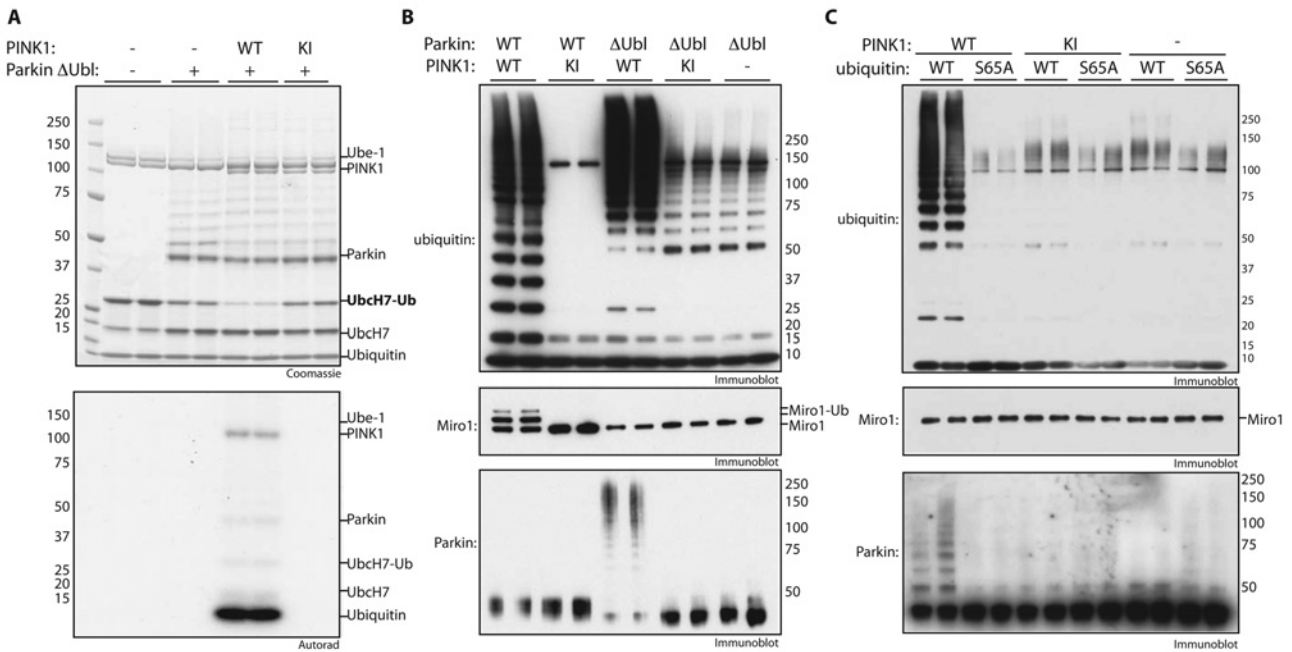 A
PINK1: - - WT KI
Parkin ΔUbl: - + + +
250
150
100
75
50
37
25
20
15
Ube-1
PINK1
Parkin
UbcH7-Ub
UbcH7
Ubiquitin
Coomassie
150
100
75
50
37
25
20
15
Ube-1
PINK1
Parkin
UbcH7-Ub
UbcH7
Ubiquitin
Autorad
B
Parkin: WT WT ΔUbl ΔUbl ΔUbl
PINK1: WT KI WT KI -
ubiquitin:
250
150
100
75
50
37
25
20
15
10
Immunoblot
Miro1:
Miro1-Ub
Miro1
Immunoblot
Parkin:
250
150
100
75
50
Immunoblot
C
PINK1: WT KI -
ubiquitin: WT S65A WT S65A WT S65A
ubiquitin:
250
150
100
75
50
37
25
20
15
10
Immunoblot
Miro1:
Miro1
Immunoblot
Parkin:
250
150
100
75
50
Immunoblot